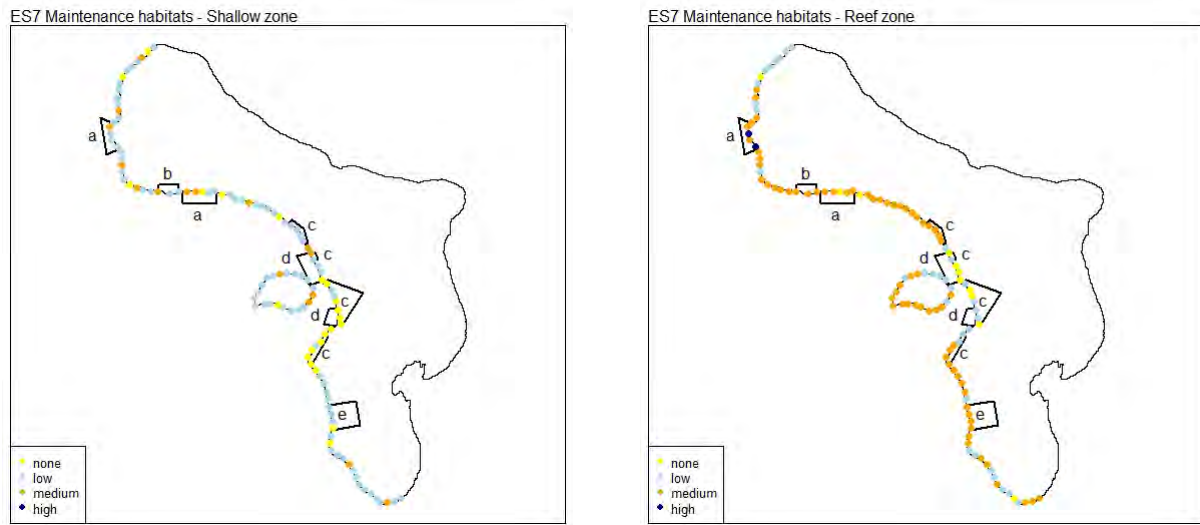 ES7 Maintenance habitats - Shallow zone
a
b
a
c
c
d
c
d
c
e
none
low
medium
high
ES7 Maintenance habitats - Reef zone
a
b
a
c
c
d
c
d
c
e
none
low
medium
high